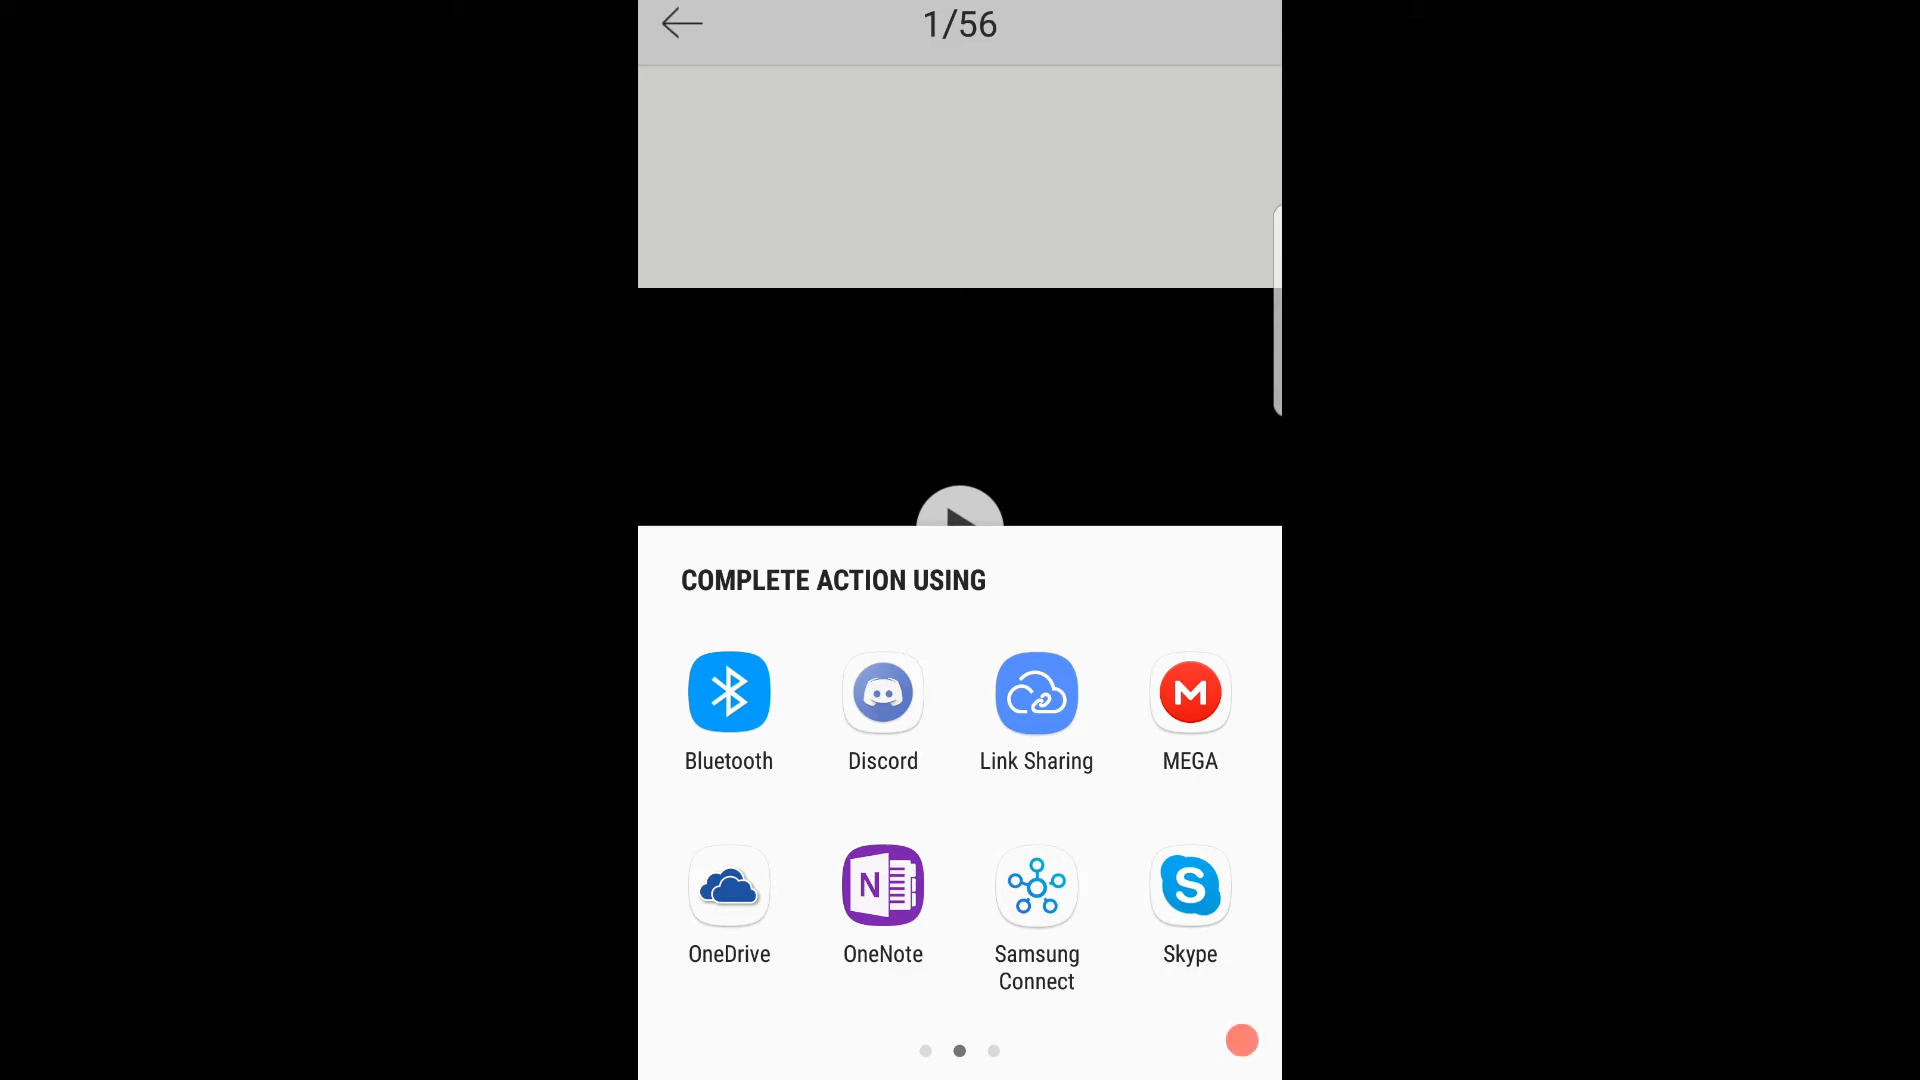 1/56
COMPLETE ACTION USING
Bluetooth
Discord
Link Sharing
MEGA
OneDrive
OneNote
Samsung
Connect
Skype